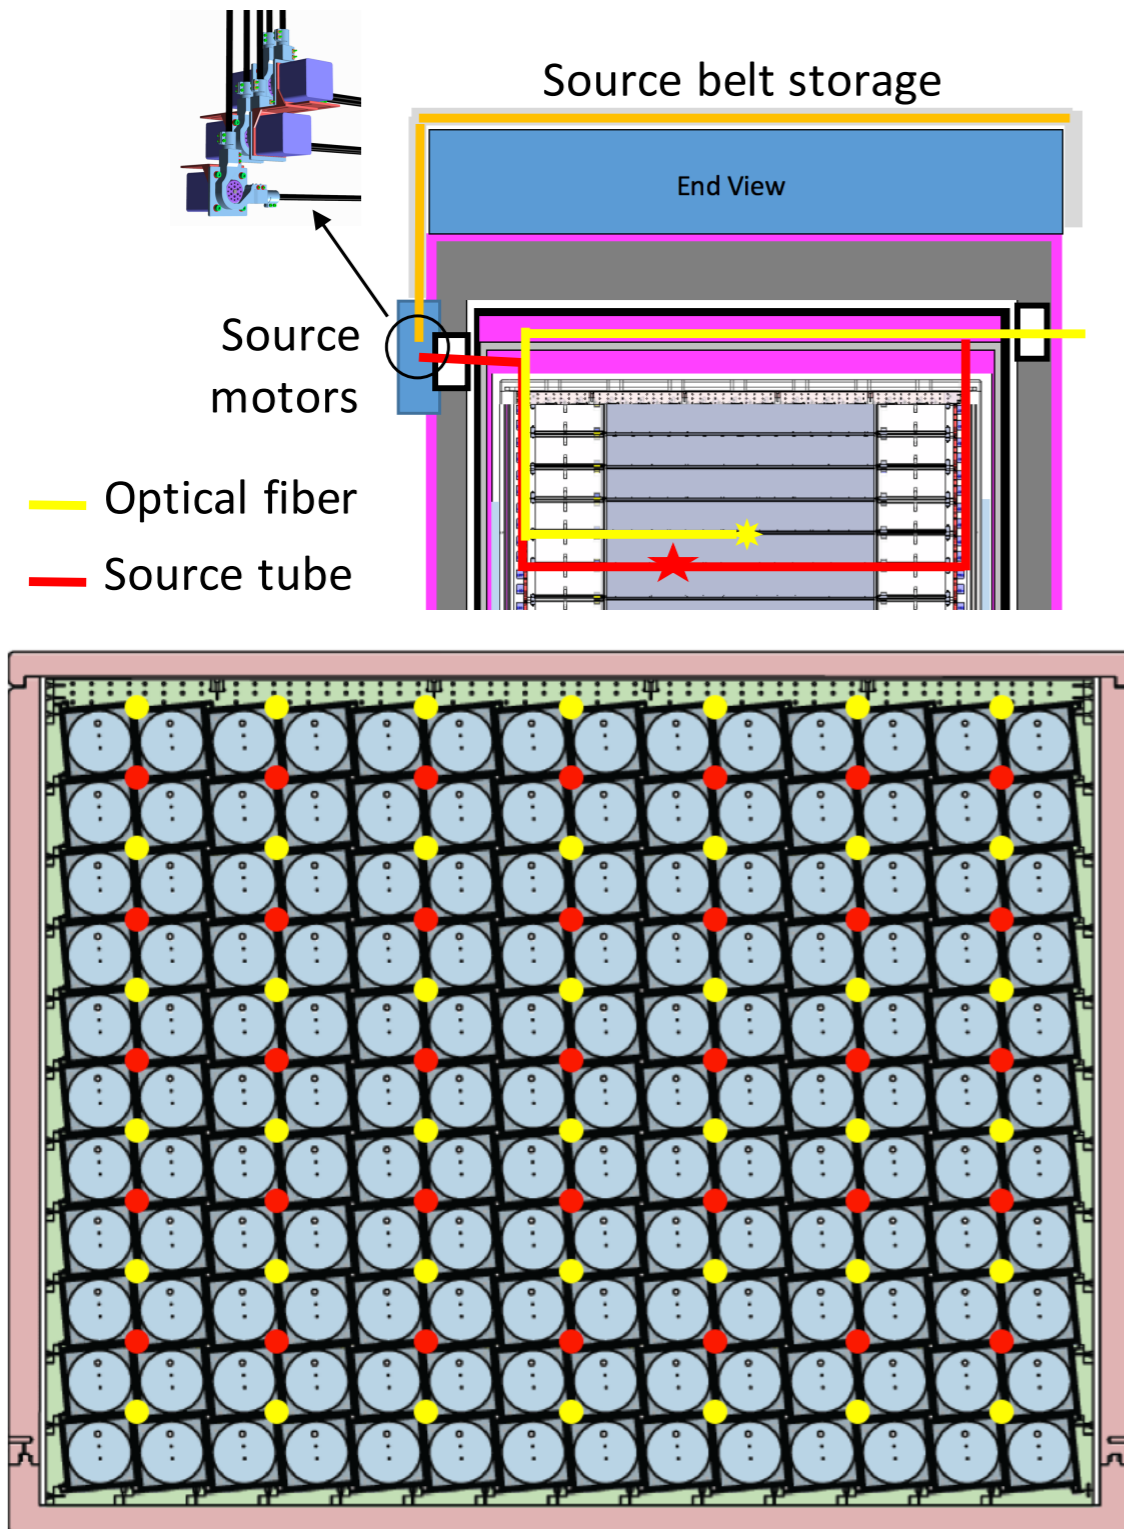 Source belt storage
End View
Source
motors
Optical fiber
Source tube